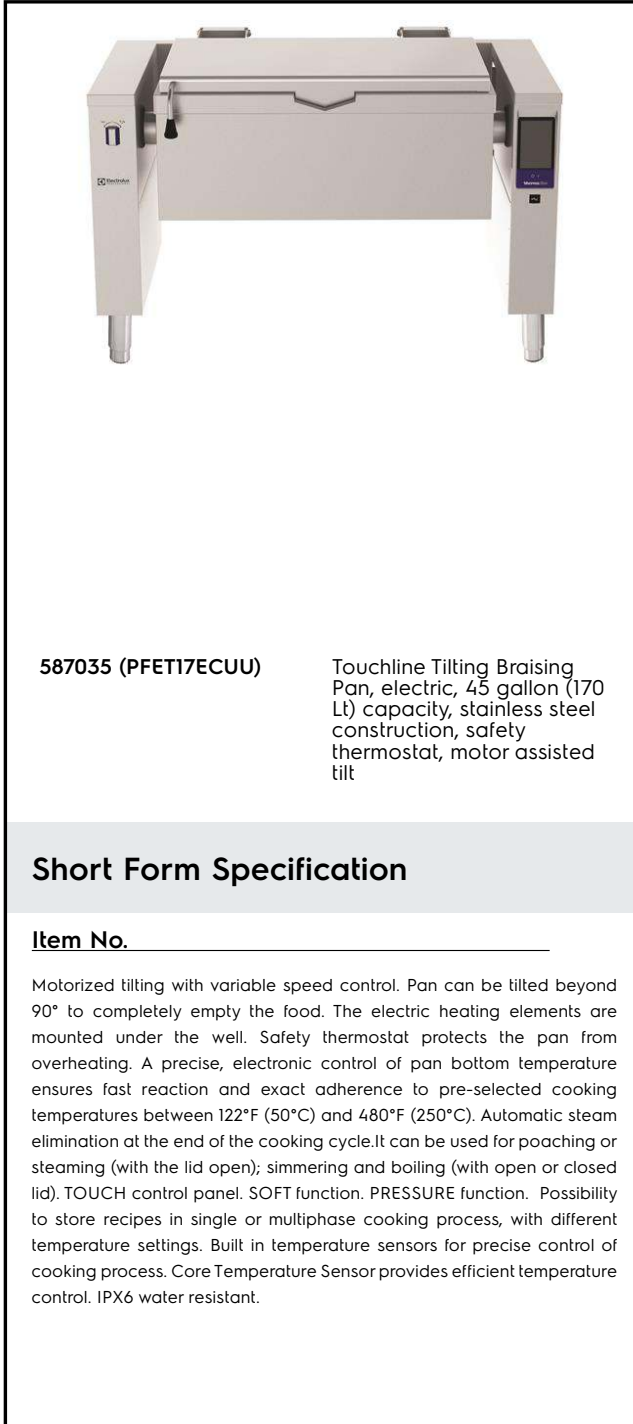 Electrolux
thermaline
587035 (PFET17ECUU)
Touchline Tilting Braising
Pan, electric, 45 gallon (170
Lt) capacity, stainless steel
construction, safety
thermostat, motor assisted
tilt
Short Form Specification
Item No.
Motorized tilting with variable speed control. Pan can be tilted beyond
90° to completely empty the food. The electric heating elements are
mounted under the well. Safety thermostat protects the pan from
overheating. A precise, electronic control of pan bottom temperature
ensures fast reaction and exact adherence to pre-selected cooking
temperatures between 122°F (50°C) and 480°F (250°C). Automatic steam
elimination at the end of the cooking cycle.It can be used for poaching or
steaming (with the lid open); simmering and boiling (with open or closed
lid). TOUCH control panel. SOFT function. PRESSURE function. Possibility
to store recipes in single or multiphase cooking process, with different
temperature settings. Built in temperature sensors for precise control of
cooking process. Core Temperature Sensor provides efficient temperature
control. IPX6 water resistant.